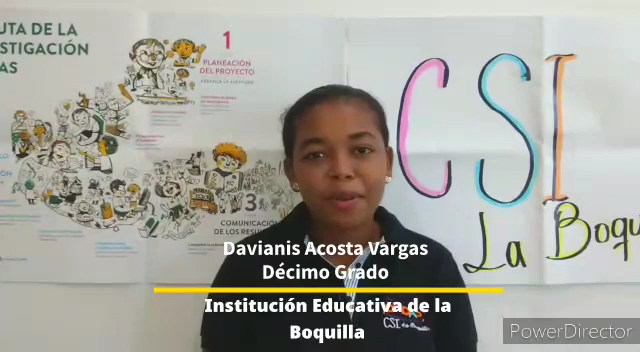 UTA DE LA
STIGACIÓN
AS
1
PLANEACIÓN
DEL PROYECTO
3
COMUNICACIÓN
DE LOS RESUL
CSI
La Boqu
Davianis Acosta Vargas
Décimo Grado
Institución Educativa de la
Boquilla
CSI
PowerDirector